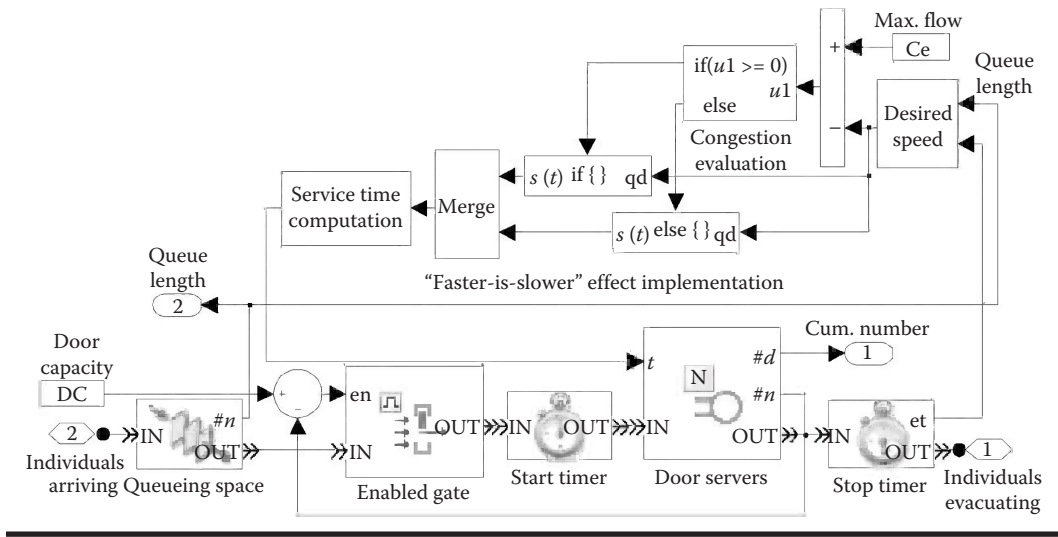 Max. flow
Ce
+
−
if(u1 >= 0)
u1
else
Queue
length
Desired
speed
Congestion
evaluation
s (t) if { } qd
Service time
computation
Merge
s (t) else { } qd
Queue
length
2
"Faster-is-slower" effect implementation
Door
capacity
DC
Cum. number
1
+
−
en
t
#d
N
#n
#n
et
2
IN
OUT
IN
OUT
IN
OUT
IN
OUT
IN
OUT
1
Individuals
arriving
Queueing space
Enabled gate
Start timer
Door servers
Stop timer
Individuals
evacuating